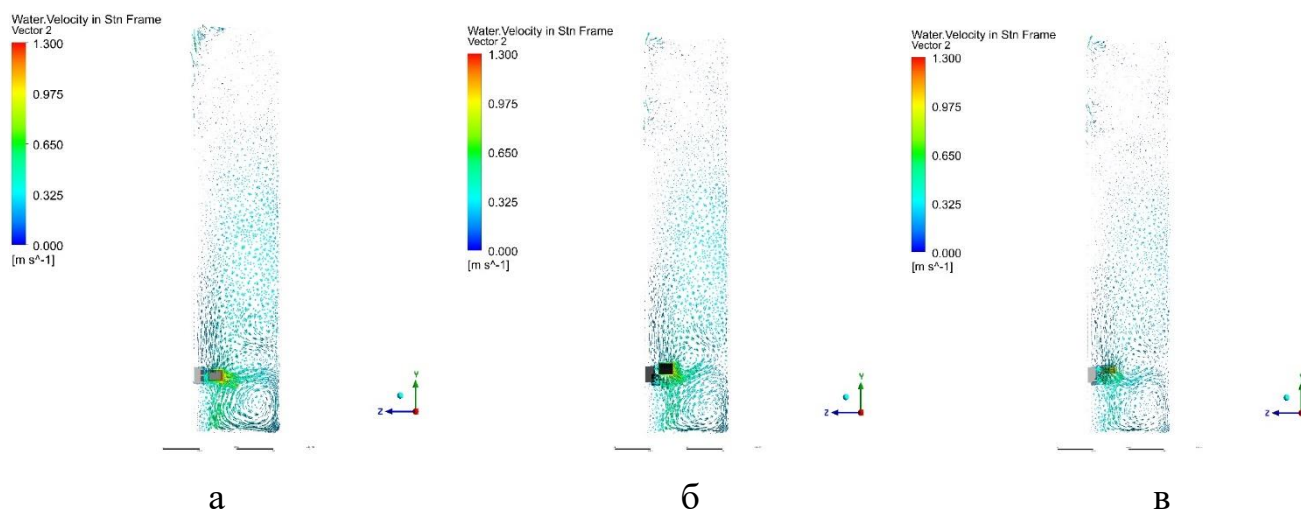 Water.Velocity in Stn Frame
Vector 2
1.300
0.975
0.650
0.325
0.000
[m s^-1]
Y
Z
а
Water.Velocity in Stn Frame
Vector 2
1.300
0.975
0.650
0.325
0.000
[m s^-1]
Y
Z
б
Water.Velocity in Stn Frame
Vector 2
1.300
0.975
0.650
0.325
0.000
[m s^-1]
Y
Z
в